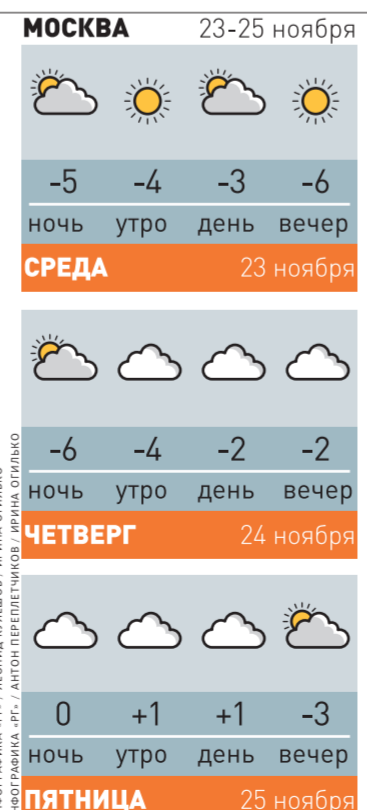 МОСКВА 23-25 ноября
-5 -4 -3 -6
ночь утро день вечер
СРЕДА 23 ноября
-6 -4 -2 -2
ночь утро день вечер
ЧЕТВЕРГ 24 ноября
0 +1 +1 -3
ночь утро день вечер
ПЯТНИЦА 25 ноября
«РГ» / АНТОН ПЕРЕПЛЕТЧИКОВ / ИРИНА ОГИЛЬКО